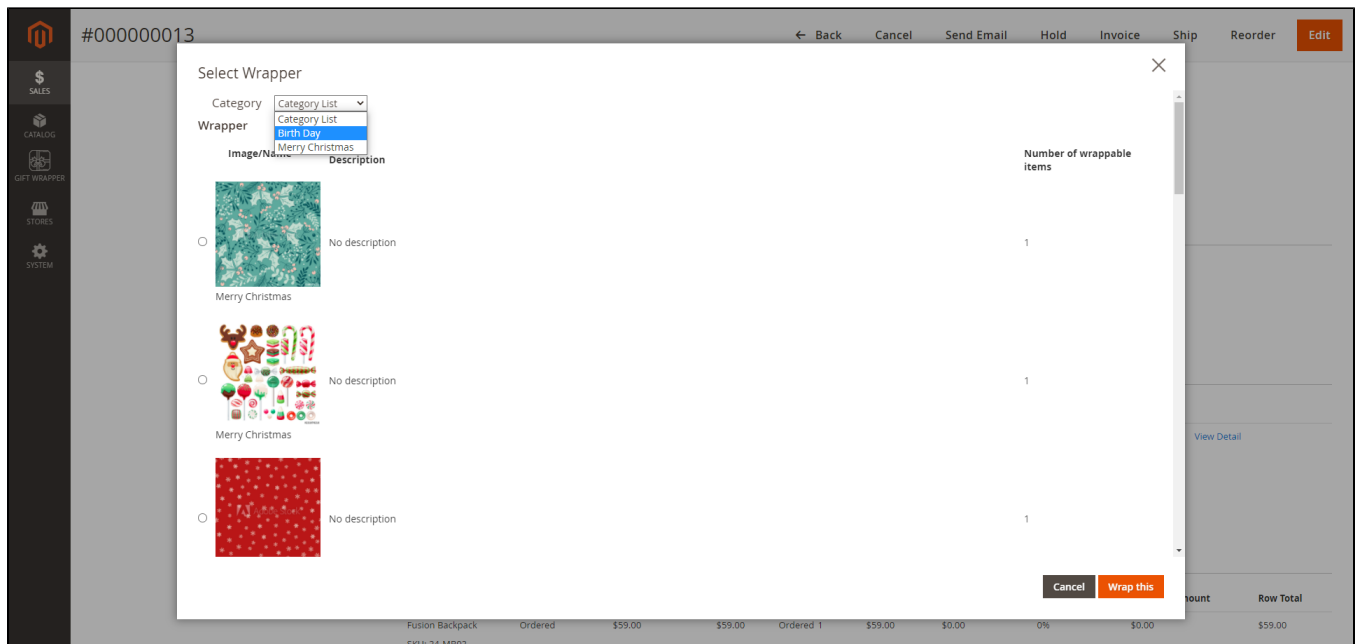 #000000013
← Back Cancel Send Email Hold Invoice Ship Reorder Edit
SALES
CATALOG
GIFT WRAPPER
STORES
SYSTEM
Select Wrapper
Category Category List
Category List
Birth Day
Merry Christmas
Wrapper
Image/Name Description Number of wrappable
items
No description 1
Merry Christmas
No description 1
Merry Christmas
No description 1
View Detail
Cancel Wrap this
Row Total
Fusion Backpack Ordered $59.00 $59.00 Ordered 1 $59.00 $0.00 0% $0.00 $59.00